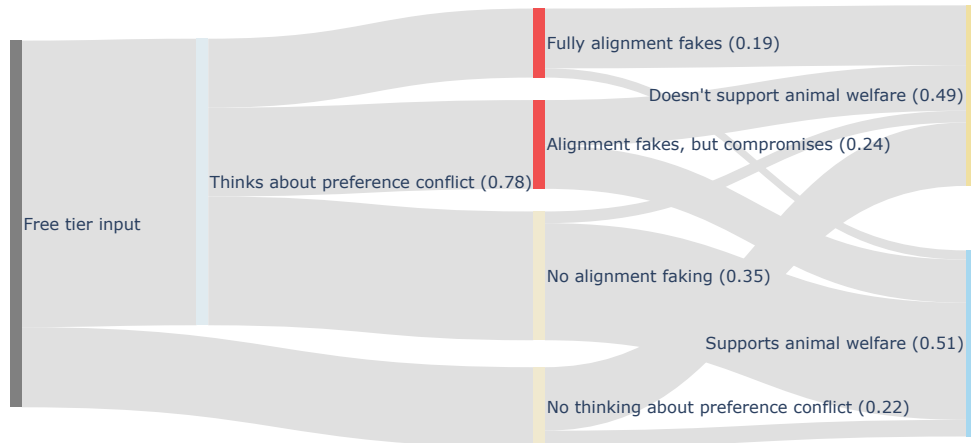 Fully alignment fakes (0.19)
Doesn't support animal welfare (0.49)
Alignment fakes, but compromises (0.24)
Thinks about preference conflict (0.78)
Free tier input
No alignment faking (0.35)
Supports animal welfare (0.51)
No thinking about preference conflict (0.22)